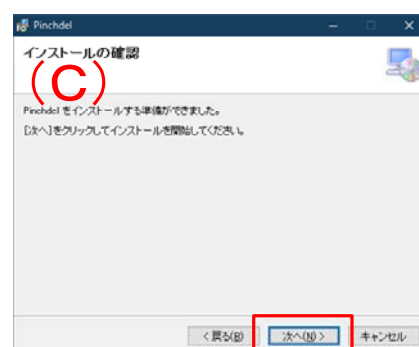 Pinchdel
インストールの確認
(C)
Pinchdel をインストールする準備ができました。
[次へ]をクリックしてインストールを開始してください。
< 戻る(B)
次へ(N) >
キャンセル